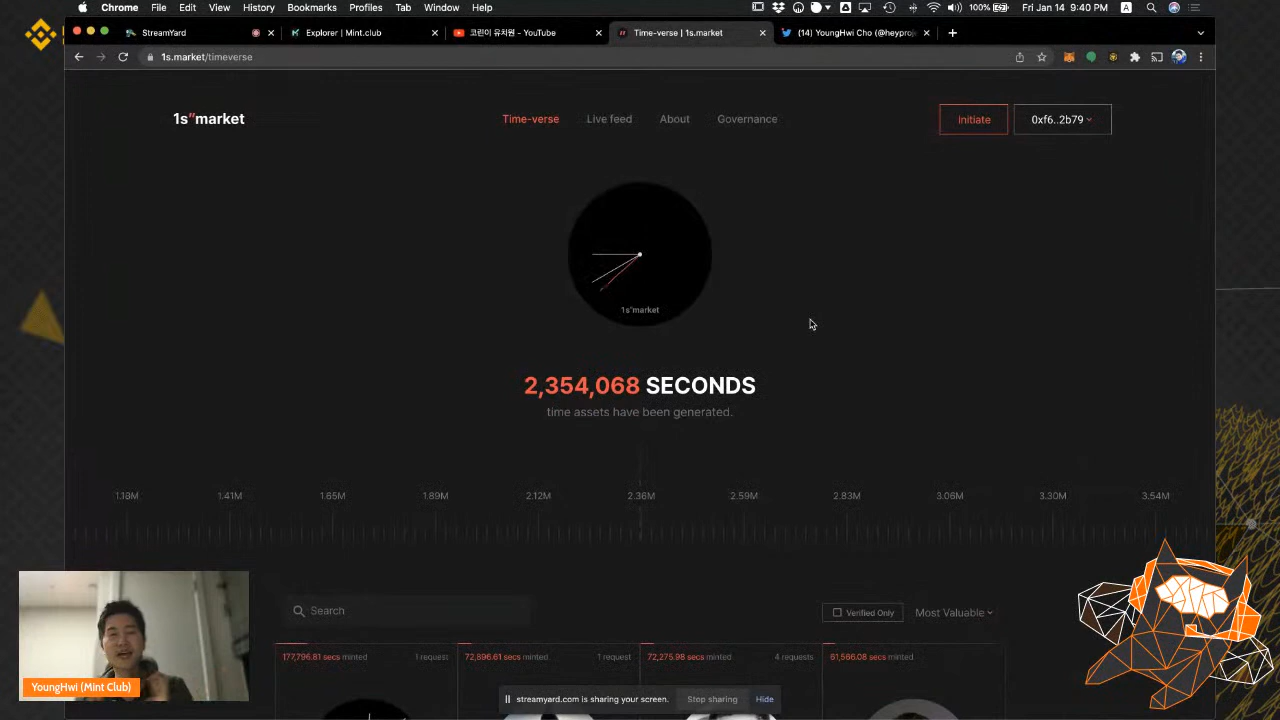 Chrome File Edit View History Bookmarks Profiles Tab Window Help 100% Fri Jan 14 9:40 PM
StreamYard
Explorer | Mint.club
코린이 유치원 - YouTube
Time-verse | 1s.market
(14) YoungHwi Cho (@heyproj
1s.market/timeverse
1s"market
Time-verse Live feed About Governance
Initiate
0xf6..2b79
1s"market
2,354,068 SECONDS
time assets have been generated.
1.18M 1.41M 1.65M 1.89M 2.12M 2.36M 2.59M 2.83M 3.06M 3.30M 3.54M
Search
Verified Only
Most Valuable
177,796.81 secs minted 1 request
72,896.61 secs minted 1 request
72,275.98 secs minted 4 requests
61,566.08 secs minted
YoungHwi (Mint Club)
streamyard.com is sharing your screen. Stop sharing Hide